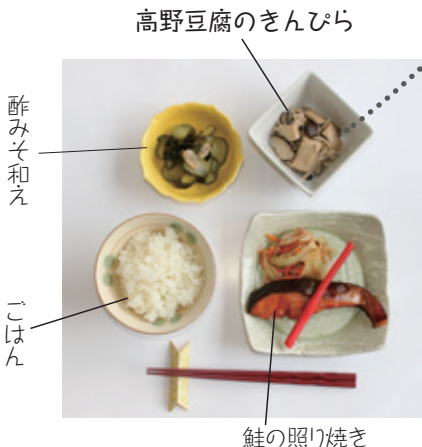 高野豆腐のきんぴら
酢みそ和え
ごはん
鮭の照り焼き